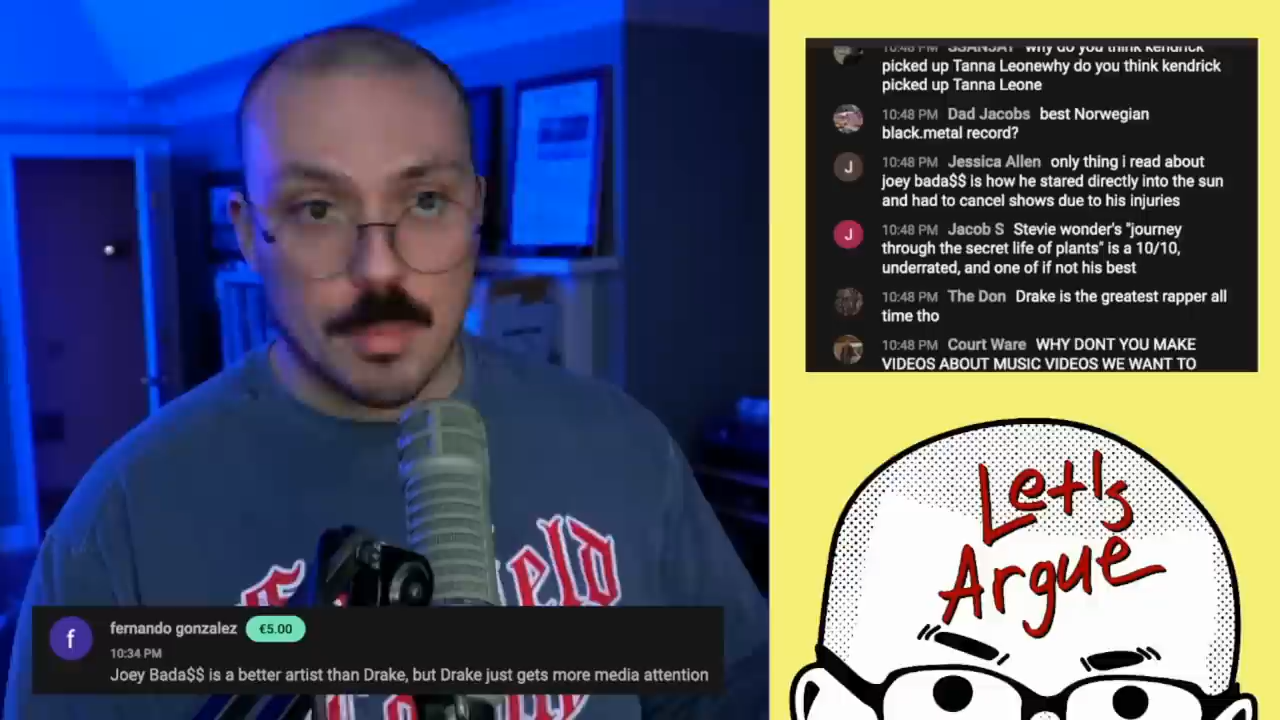 10:48 PM SSANJAY why do you think kendrick
picked up Tanna Leonewhy do you think kendrick
picked up Tanna Leone
10:48 PM Dad Jacobs best Norwegian
black.metal record?
J
10:48 PM Jessica Allen only thing i read about
joey bada$$ is how he stared directly into the sun
and had to cancel shows due to his injuries
J
10:48 PM Jacob S Stevie wonder's "journey
through the secret life of plants" is a 10/10,
underrated, and one of if not his best
10:48 PM The Don Drake is the greatest rapper all
time tho
10:48 PM Court Ware WHY DONT YOU MAKE
VIDEOS ABOUT MUSIC VIDEOS WE WANT TO
Let's
Argue
f
fernando gonzalez €5.00
10:34 PM
Joey Bada$$ is a better artist than Drake, but Drake just gets more media attention